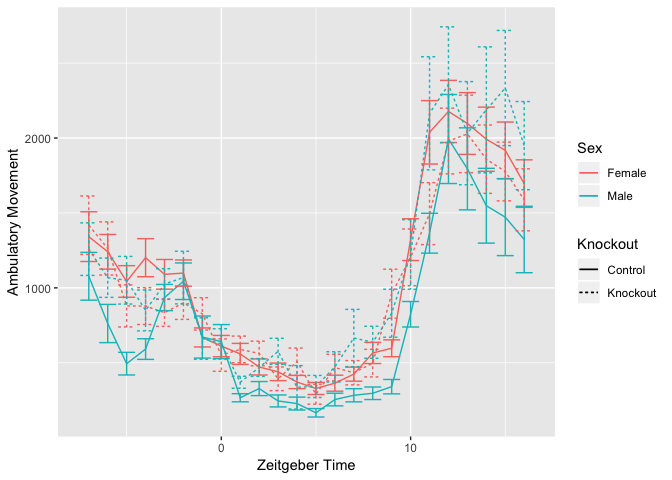 Ambulatory Movement
2000
1000
0
10
Zeitgeber Time
Sex
Female
Male
Knockout
Control
Knockout